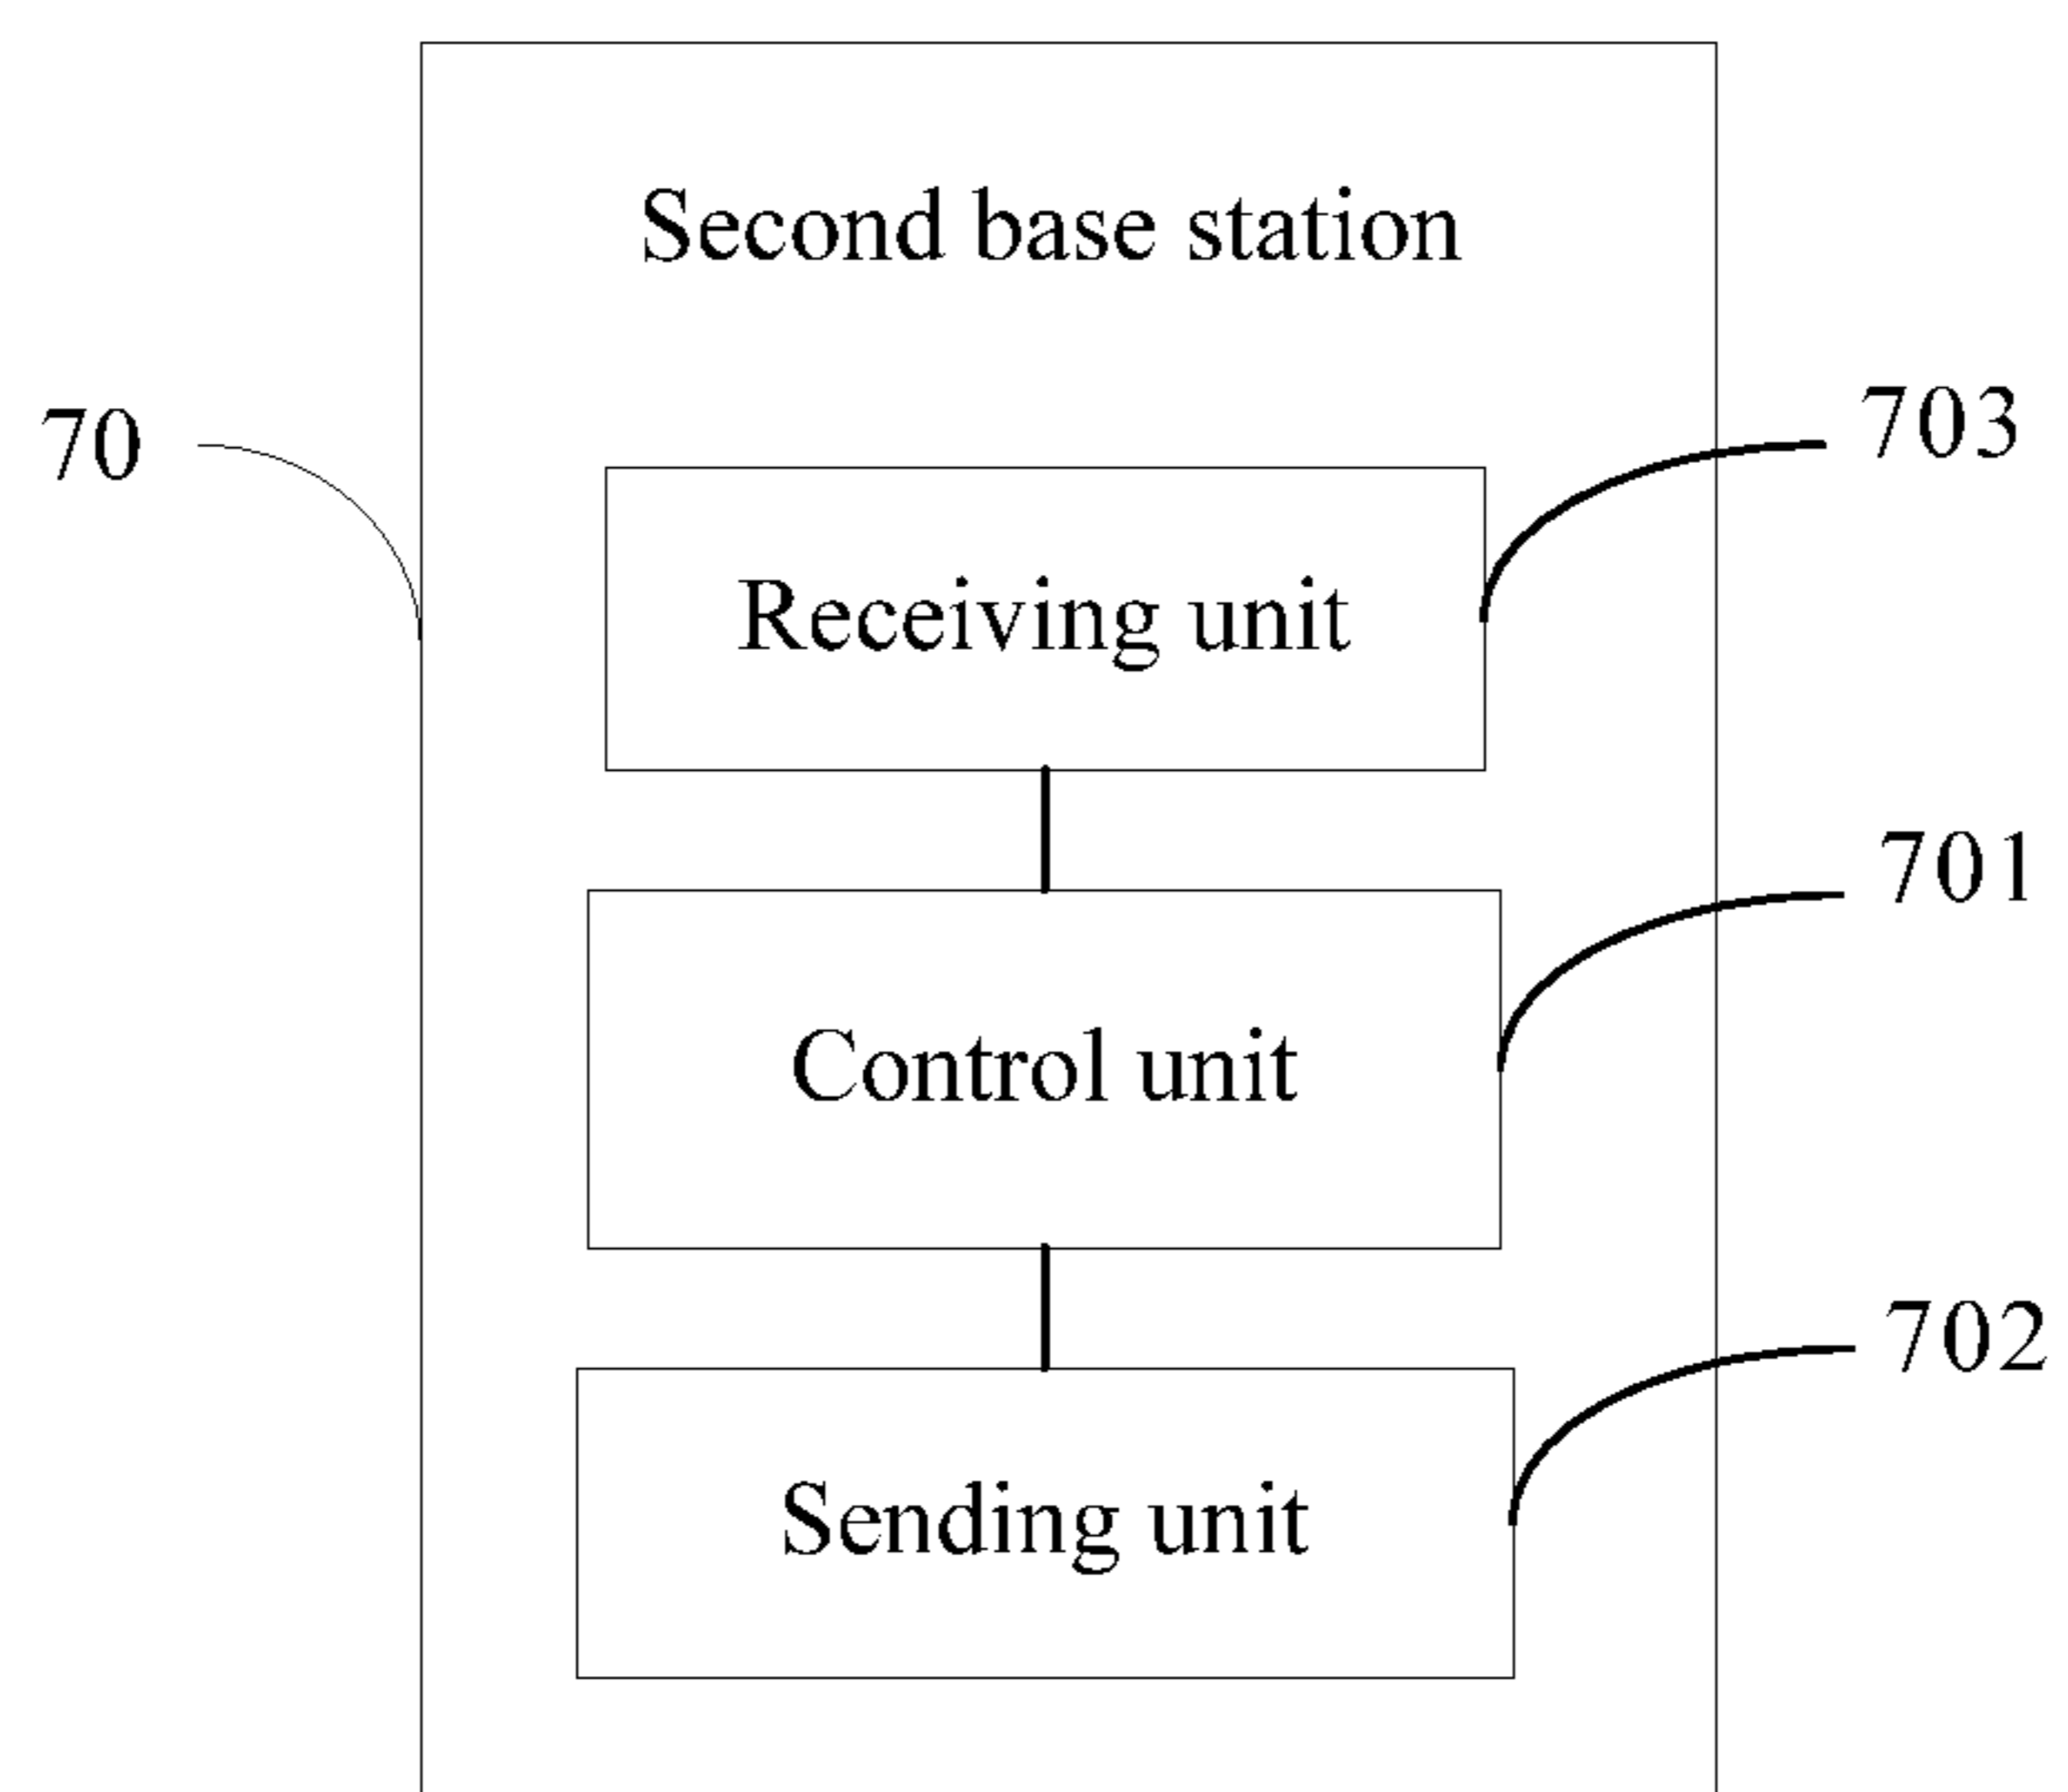 Second base station
70
703
Receiving unit
701
Control unit
702
Sending unit